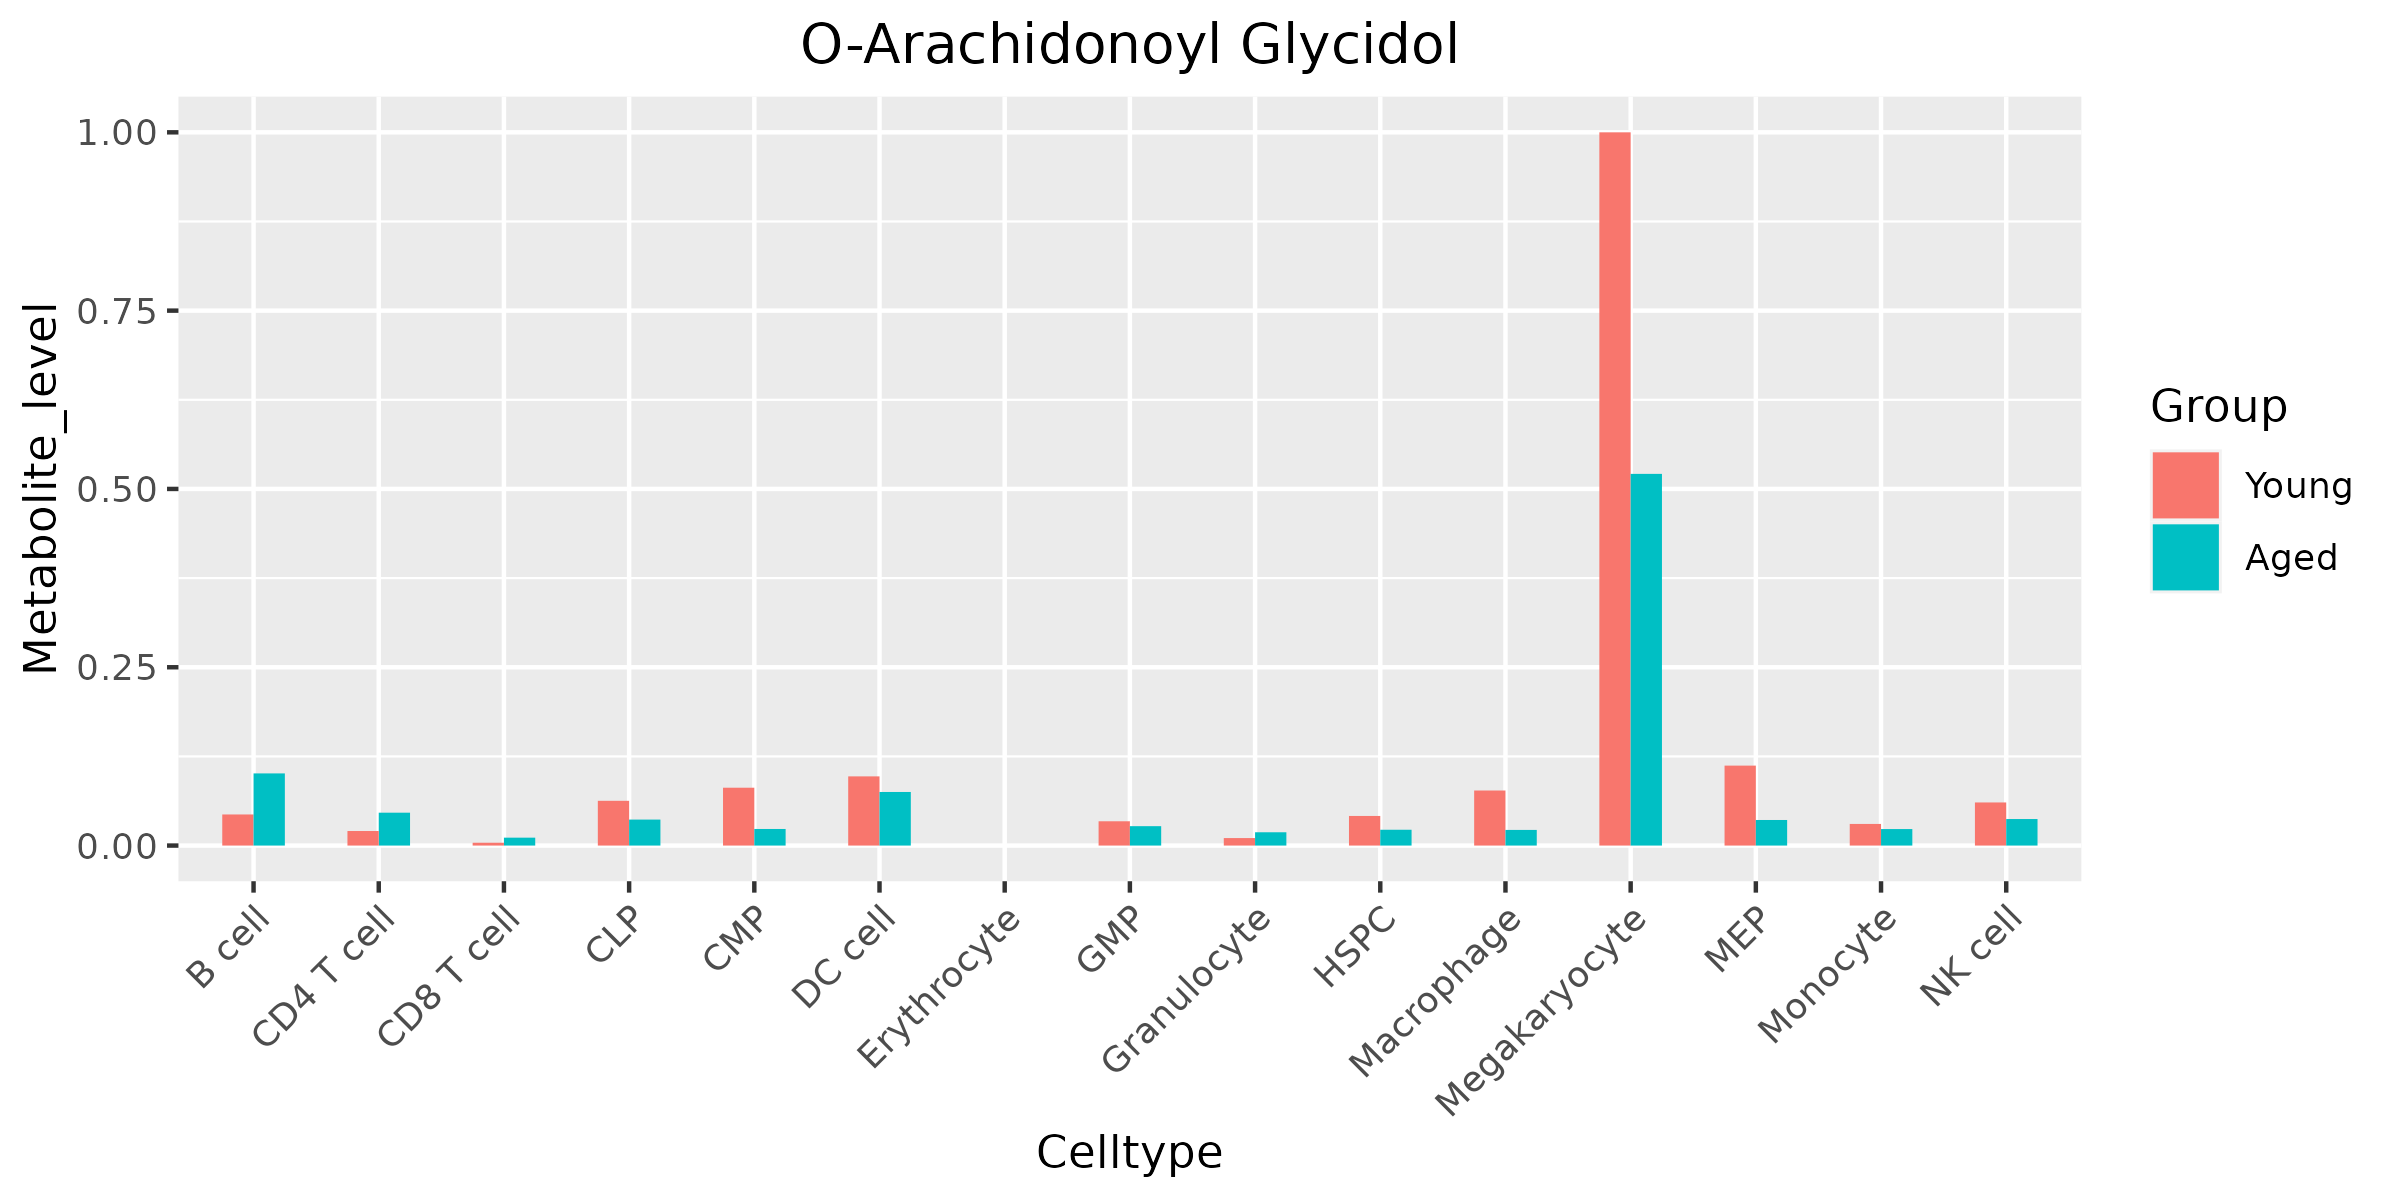 O-Arachidonoyl Glycidol
Metabolite_level
1.00
0.75
0.50
0.25
0.00
B cell
CD4 T cell
CD8 T cell
CLP
CMP
DC cell
Erythrocyte
GMP
Granulocyte
HSPC
Macrophage
Megakaryocyte
MEP
Monocyte
NK cell
Celltype
Group
Young
Aged